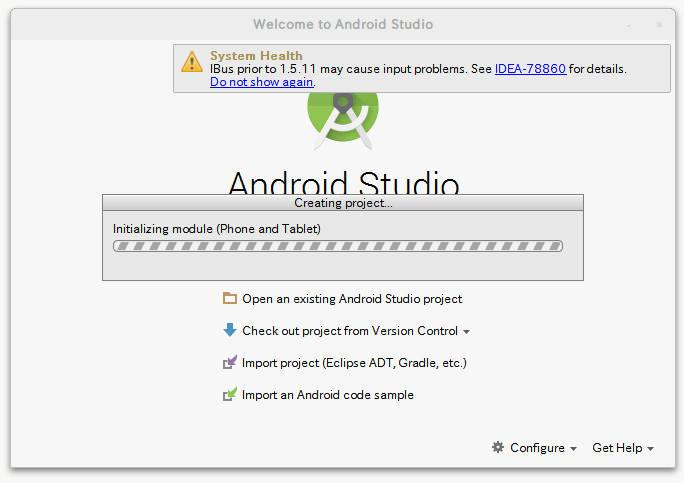 Welcome to Android Studio
System Health
IBus prior to 1.5.11 may cause input problems. See IDEA-78860 for details.
Do not show again.
Android Studio
Creating project...
Initializing module (Phone and Tablet)
Open an existing Android Studio project
Check out project from Version Control
Import project (Eclipse ADT, Gradle, etc.)
Import an Android code sample
Configure Get Help